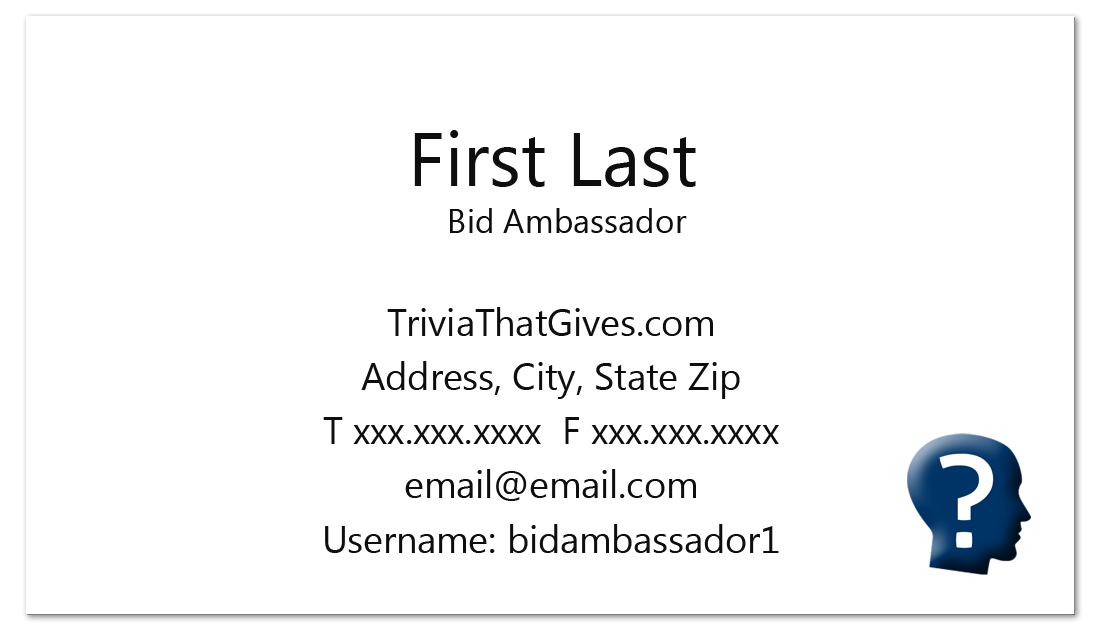 First Last
Bid Ambassador
TriviaThatGives.com
Address, City, State Zip
T xxx.xxx.xxxx  F xxx.xxx.xxxx
email@email.com
Username: bidambassador1
?